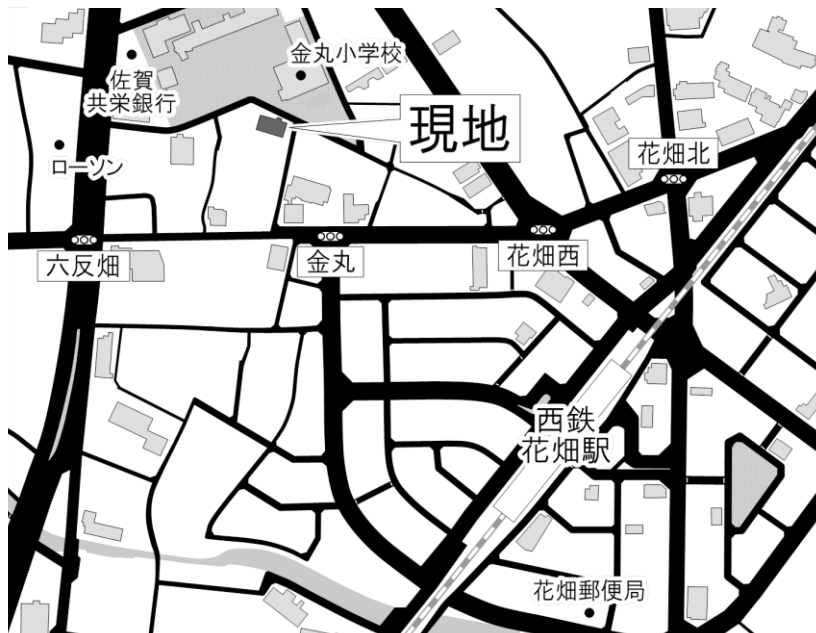 金丸小学校
佐賀
共栄銀行
現地
ローソン
花畑北
六反畑
金丸
花畑西
西鉄
花畑駅
花畑郵便局